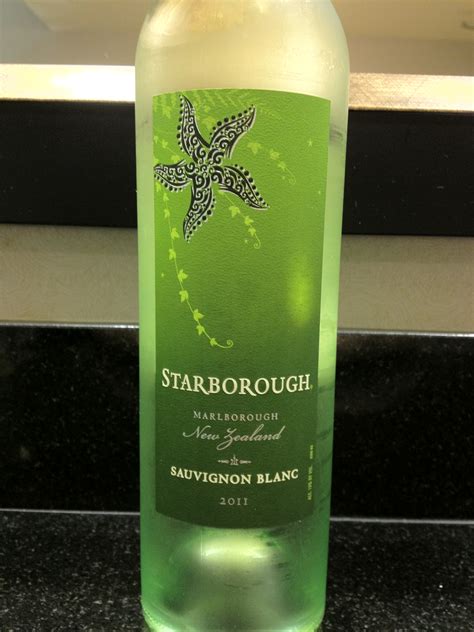 STARBOROUGH
MARLBOROUGH
New Zealand
SAUVIGNON BLANC
2011